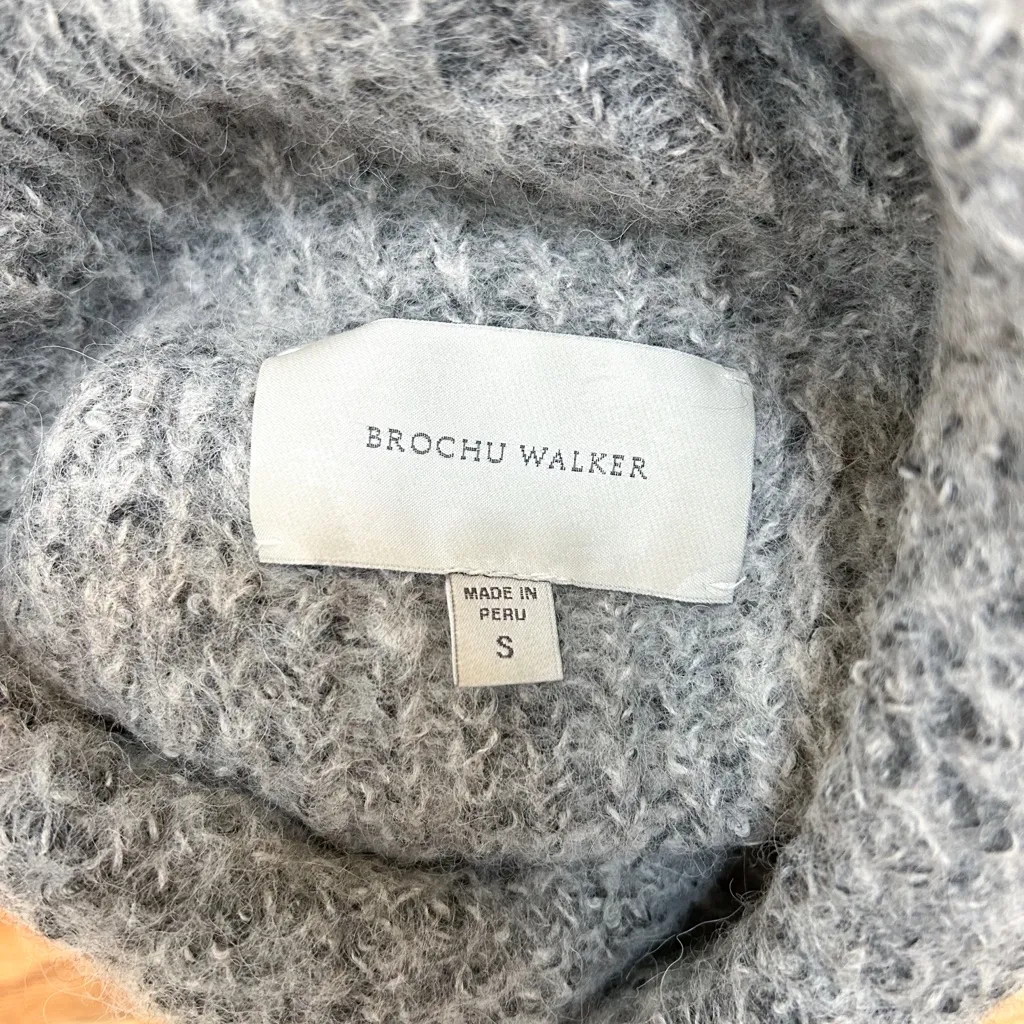 BROCHU WALKER
MADE IN
PERU
S